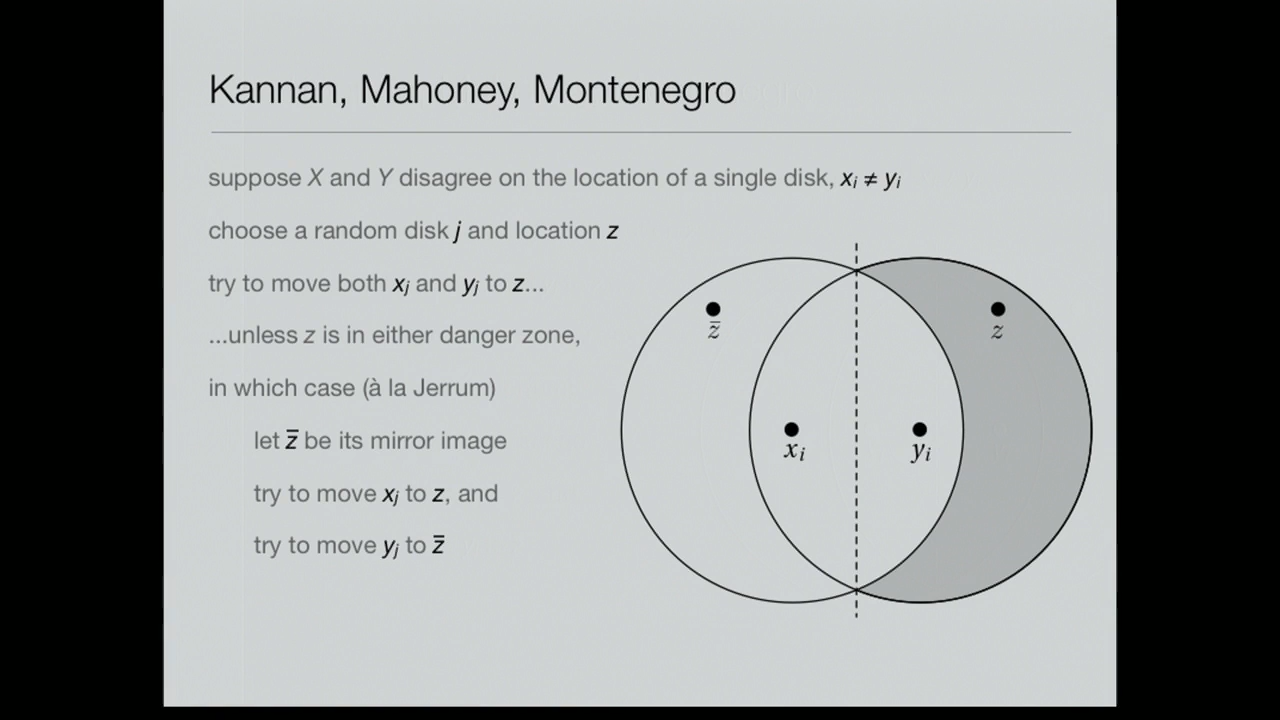 Kannan, Mahoney, Montenegro
suppose X and Y disagree on the location of a single disk, xᵢ ≠ yᵢ
choose a random disk j and location z
try to move both xⱼ and yⱼ to z...
...unless z is in either danger zone,
in which case (à la Jerrum)
let z̄ be its mirror image
try to move xⱼ to z, and
try to move yⱼ to z̄
z̄
z
xᵢ
yᵢ